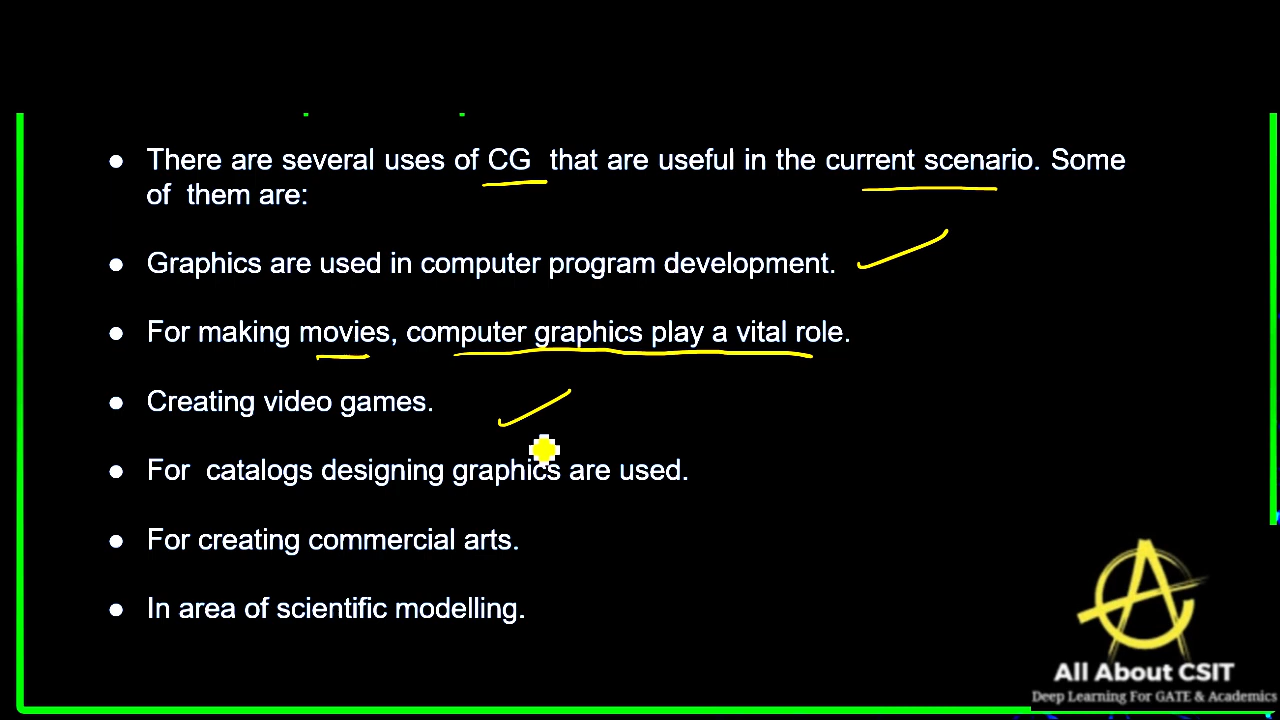 ● There are several uses of CG that are useful in the current scenario. Some
of them are:
● Graphics are used in computer program development.
● For making movies, computer graphics play a vital role.
● Creating video games.
● For catalogs designing graphics are used.
● For creating commercial arts.
● In area of scientific modelling.
All About CSIT
Deep Learning For GATE & Academics